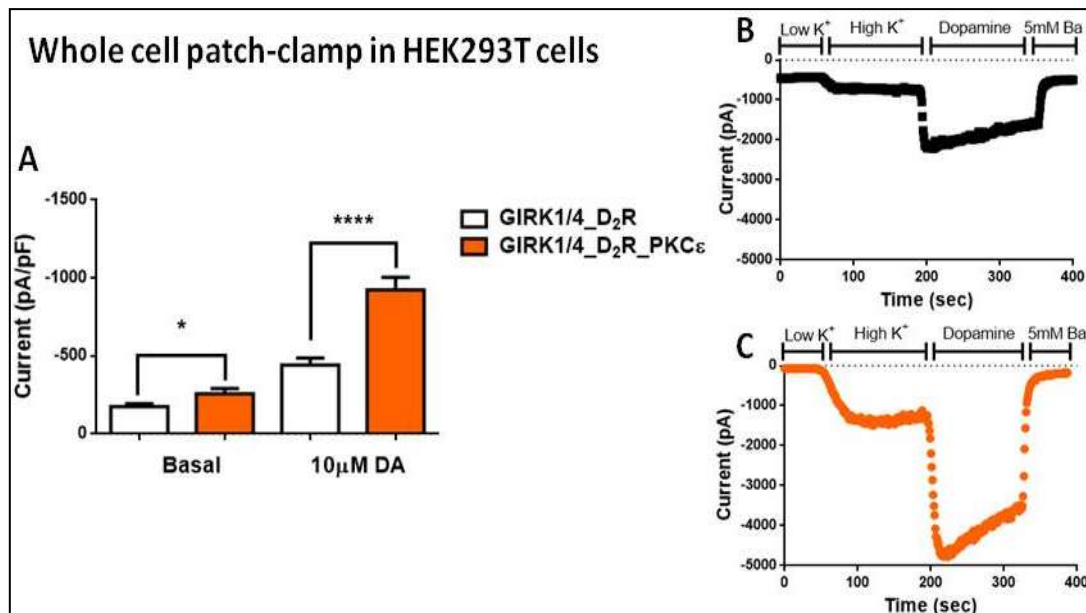 Whole cell patch-clamp in HEK293T cells
A
Current (pA/pF)
-1500
-1000
-500
0
*
****
Basal
10μM DA
GIRK1/4_D₂R
GIRK1/4_D₂R_PKCε
B
Low K⁺ High K⁺ Dopamine 5mM Ba
Current (pA)
0
-1000
-2000
-3000
-4000
-5000
0 100 200 300 400
Time (sec)
C
Low K⁺ High K⁺ Dopamine 5mM Ba
Current (pA)
0
-1000
-2000
-3000
-4000
-5000
0 100 200 300 400
Time (sec)